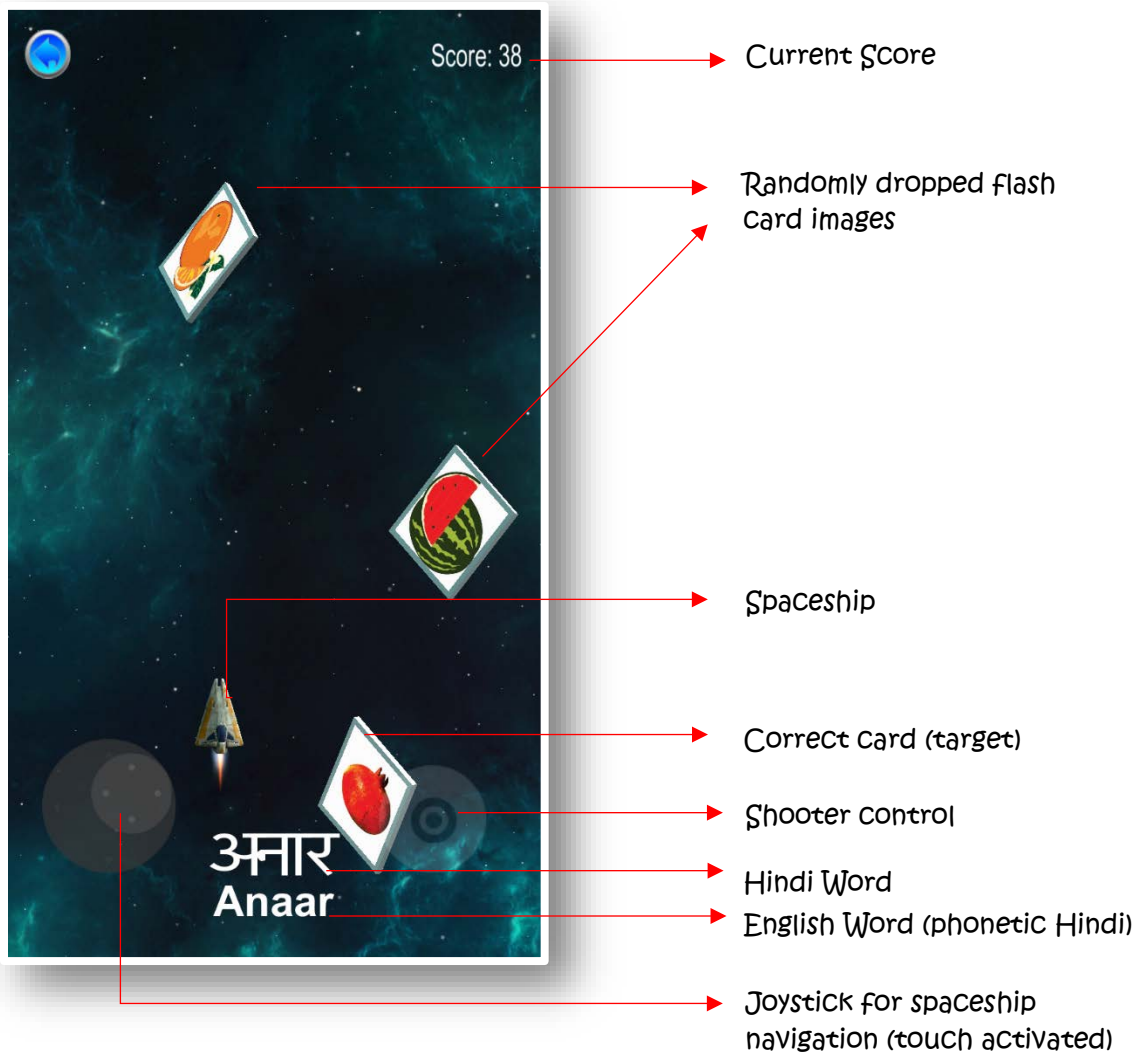 Score: 38
Current Score
Randomly dropped flash
card images
Spaceship
Correct card (target)
Shooter control
अनार
Hindi Word
Anaar
English Word (phonetic Hindi)
Joystick for spaceship
navigation (touch activated)